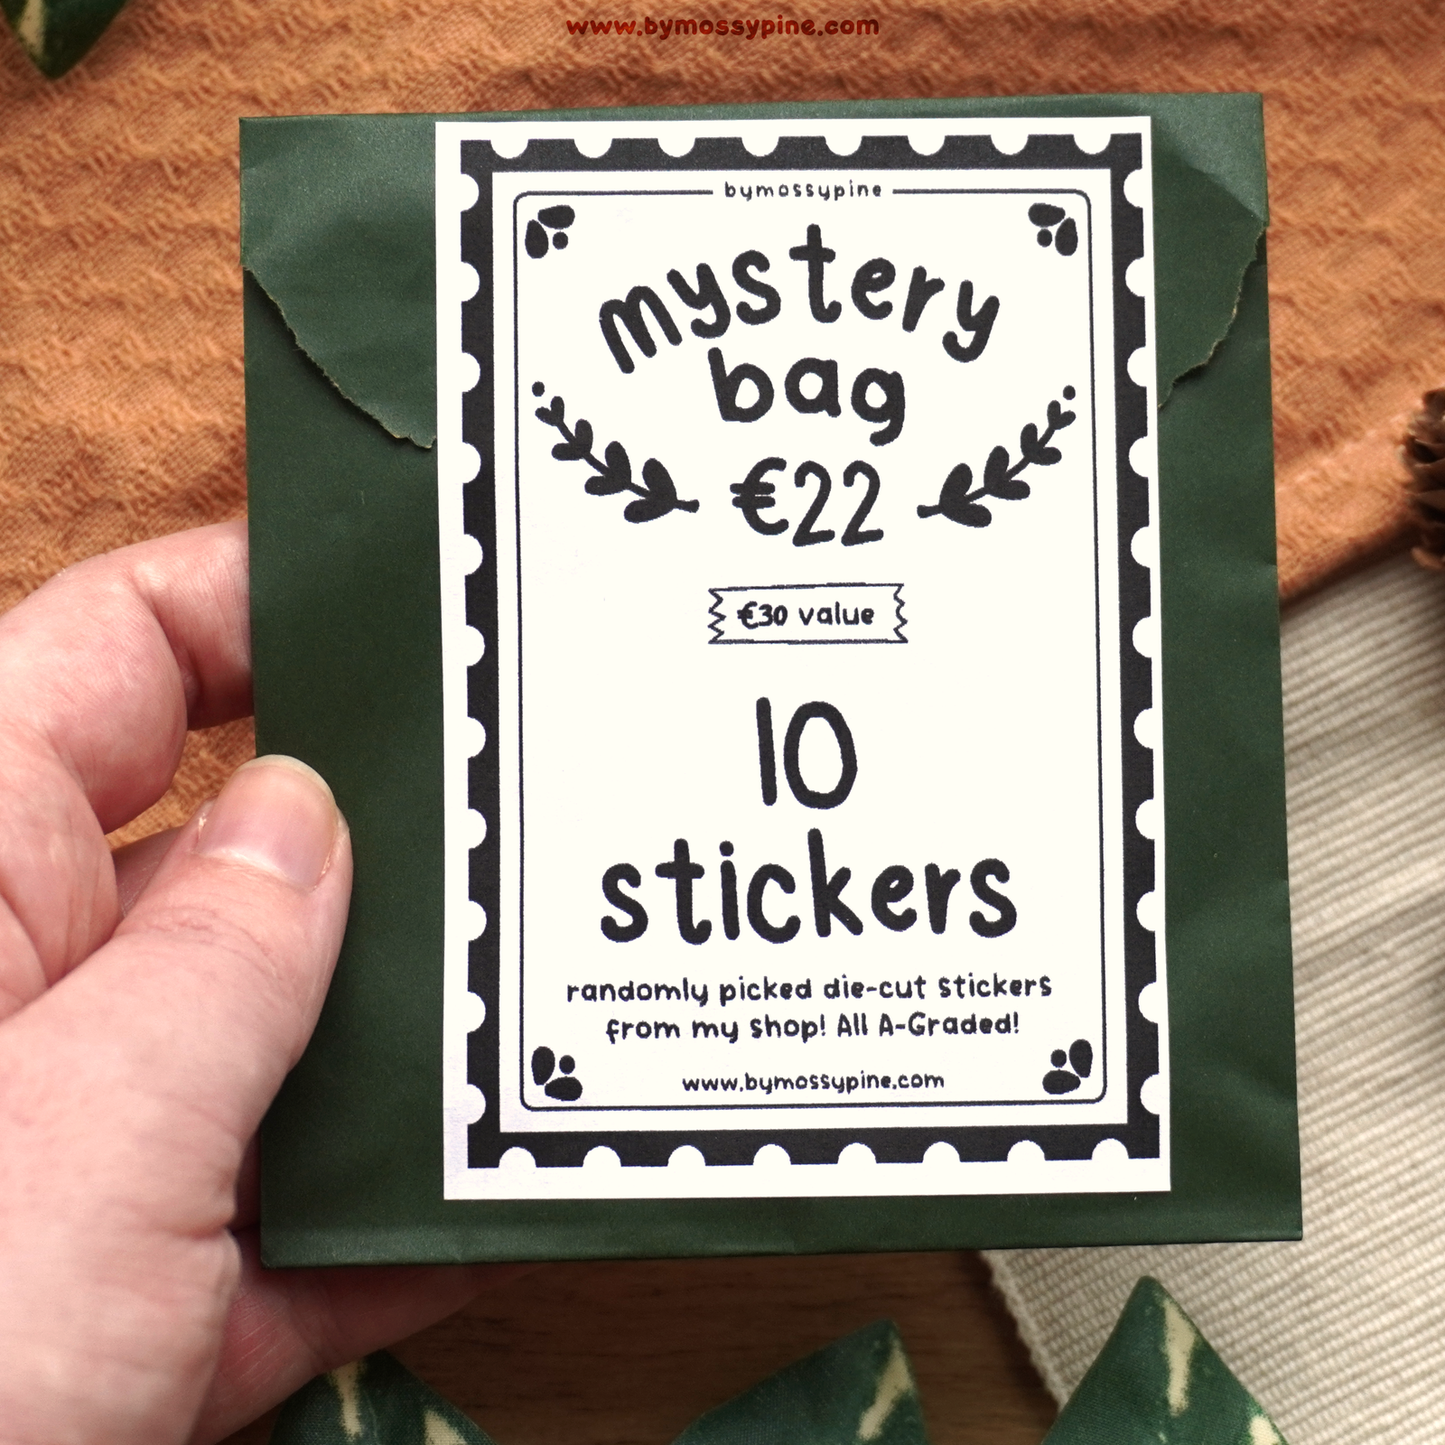 www.bymossypine.com
bymossypine
mystery
bag
€22
€30 value
10
stickers
randomly picked die-cut stickers
from my shop! All A-Graded!
www.bymossypine.com